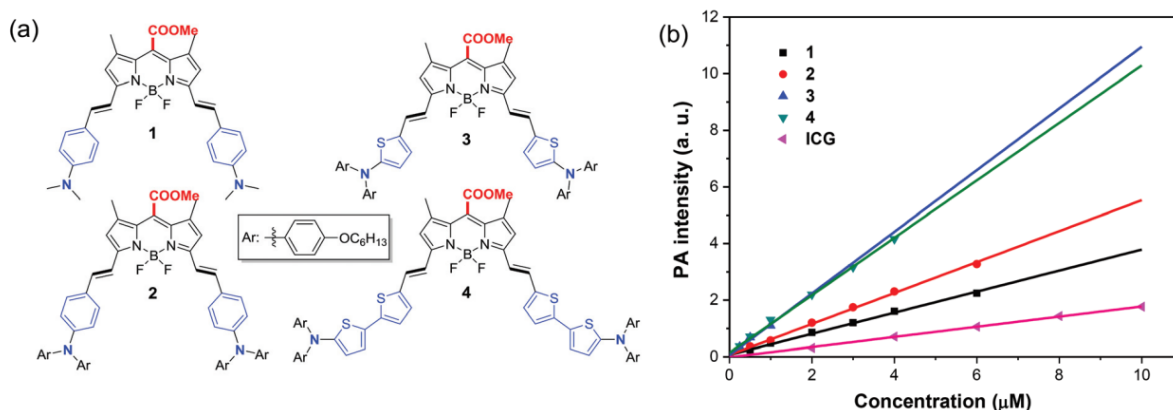 (a)
COOMe
N
N
B
F
F
1
N
N
COOMe
N
N
B
F
F
S
S
3
Ar
N
Ar
Ar
N
Ar
COOMe
N
N
B
F
F
2
Ar
N
Ar
Ar
N
Ar
Ar:
OC6H13
COOMe
N
N
B
F
F
4
S
S
S
S
Ar
N
Ar
Ar
N
Ar
(b)
PA intensity (a. u.)
12
10
8
6
4
2
0
1
2
3
4
ICG
0 2 4 6 8 10
Concentration (μM)